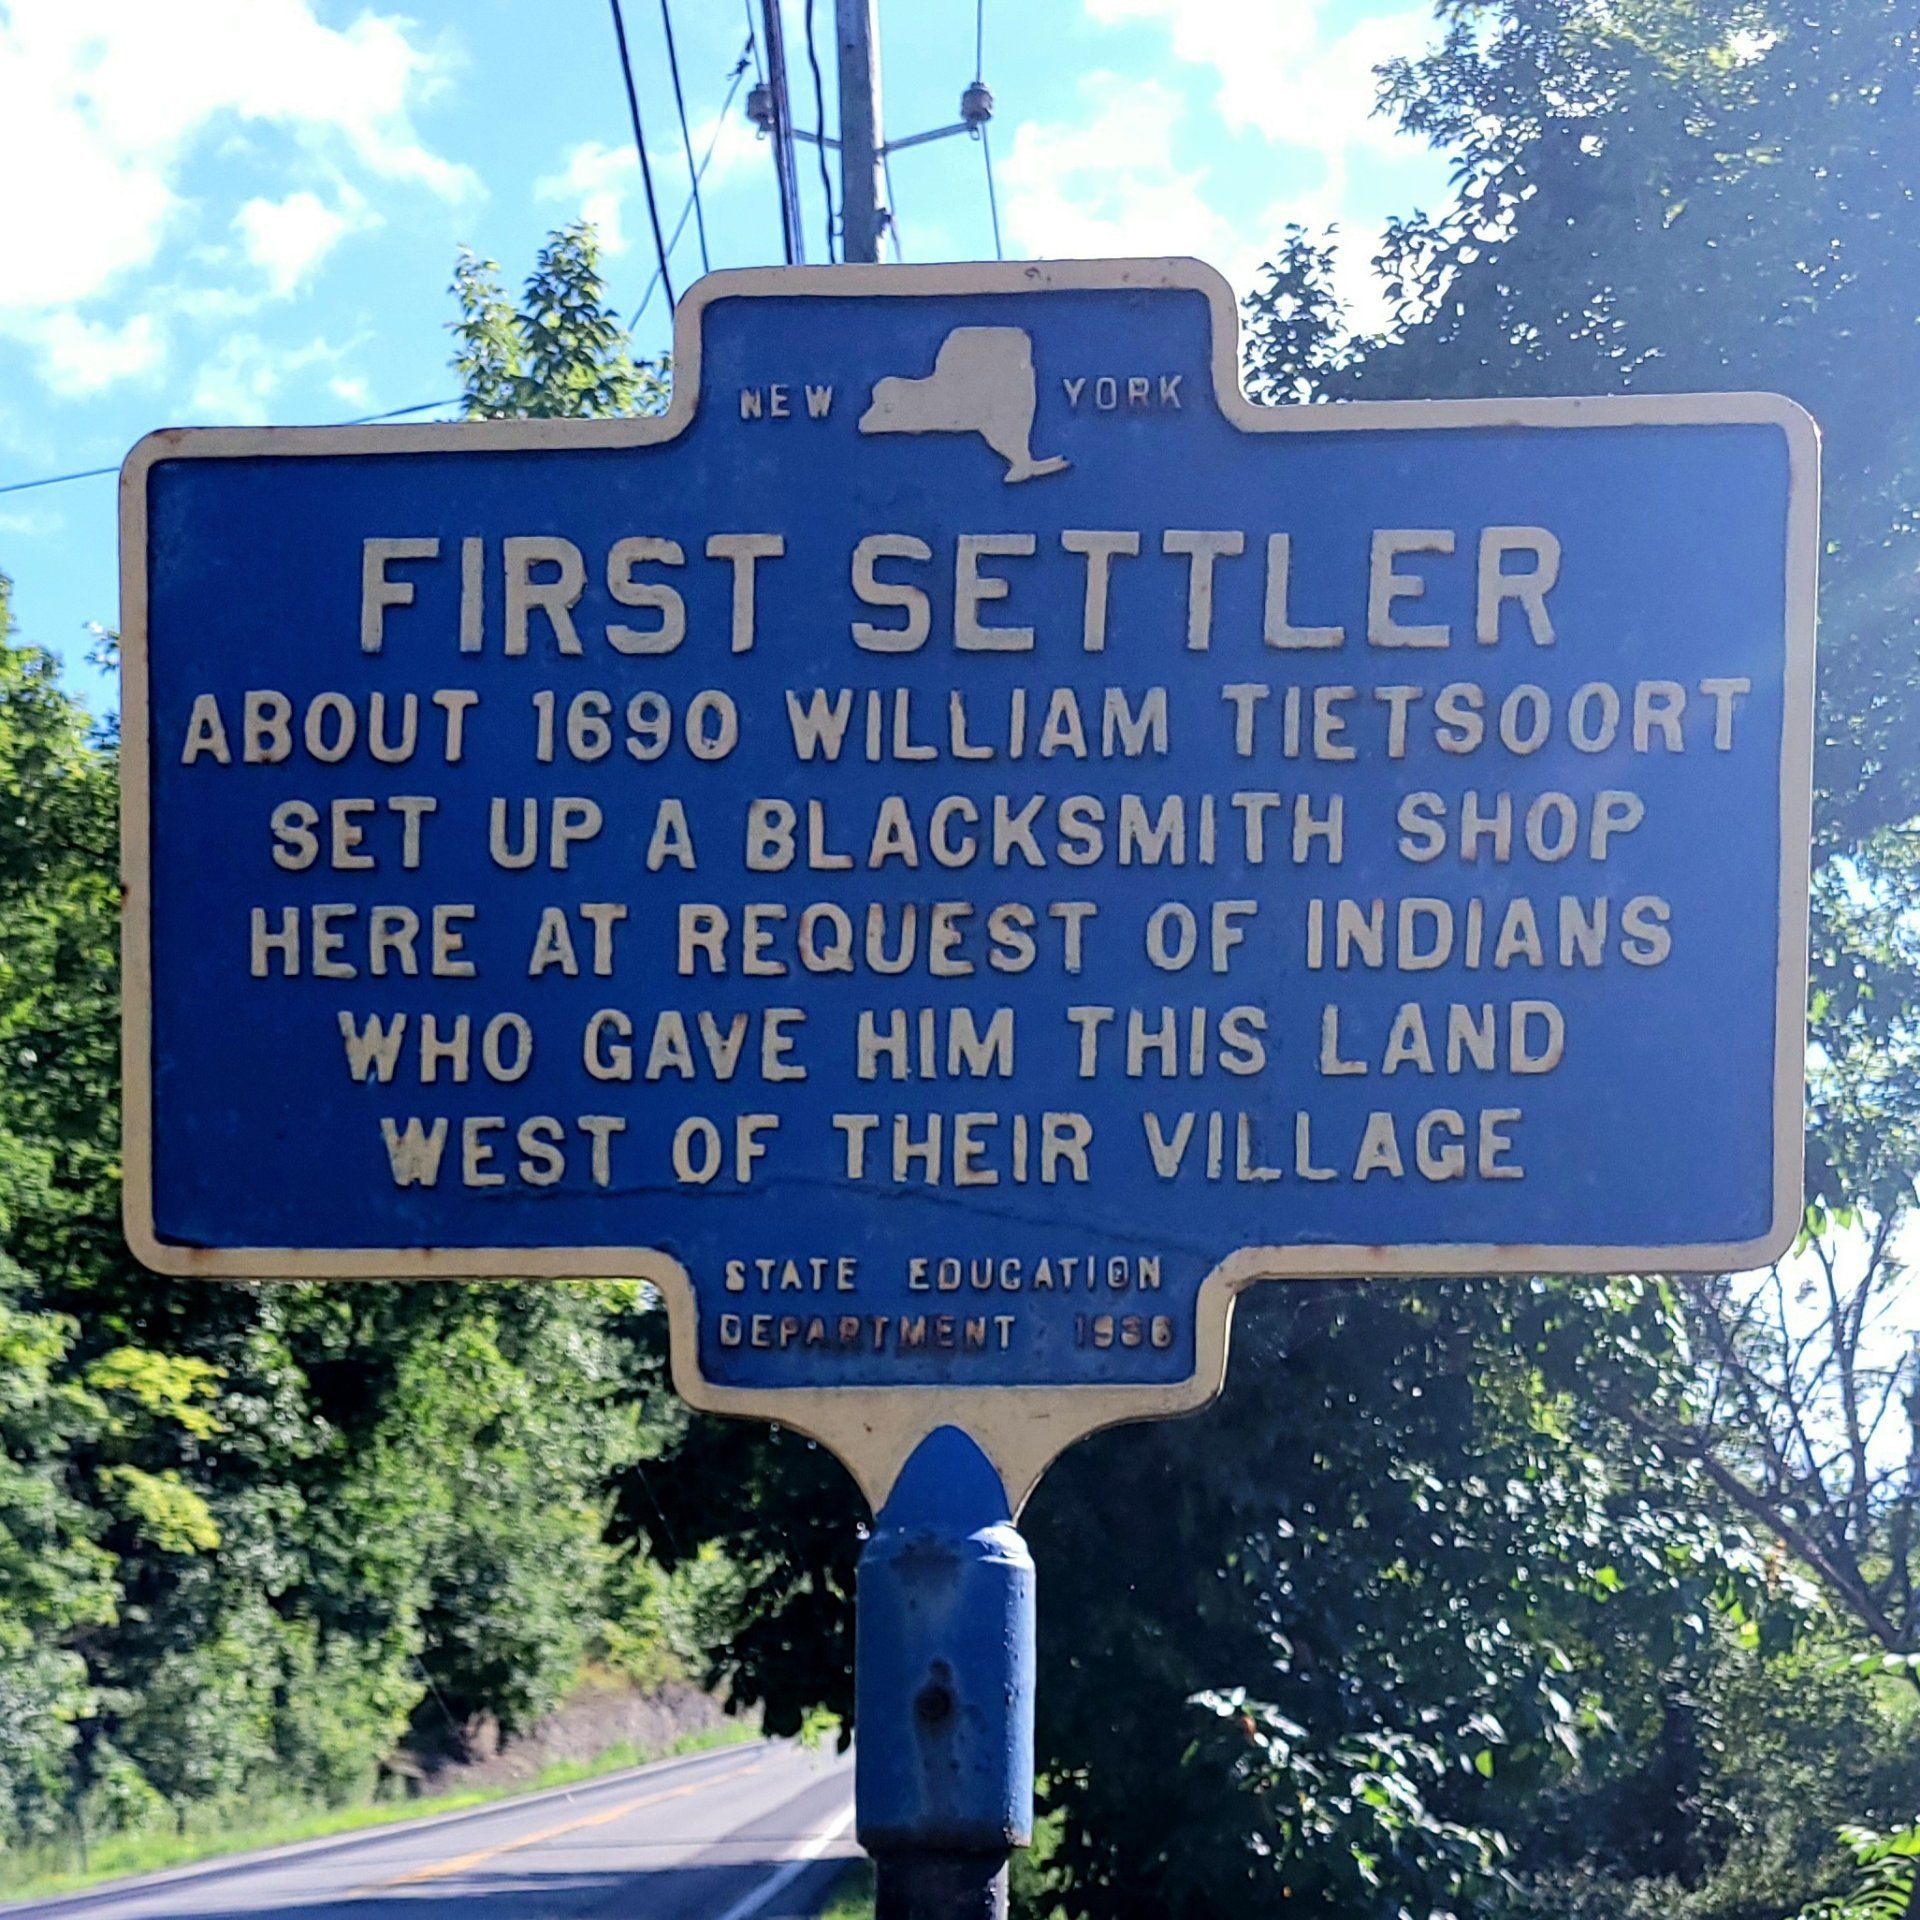 NEW YORK
FIRST SETTLER
ABOUT 1690 WILLIAM TIETSOORT
SET UP A BLACKSMITH SHOP
HERE AT REQUEST OF INDIANS
WHO GAVE HIM THIS LAND
WEST OF THEIR VILLAGE
STATE EDUCATION
DEPARTMENT 1936